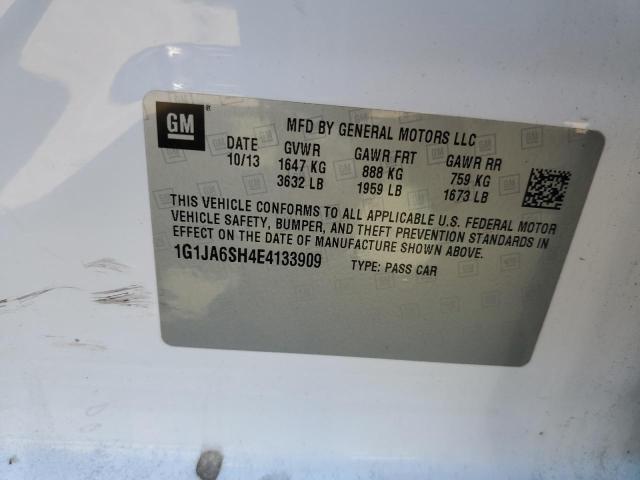 GM
MFD BY GENERAL MOTORS LLC
DATE GVWR GAWR FRT GAWR RR
10/13 1647 KG 888 KG 759 KG
3632 LB 1959 LB 1673 LB
THIS VEHICLE CONFORMS TO ALL APPLICABLE U.S. FEDERAL MOTOR
VEHICLE SAFETY, BUMPER, AND THEFT PREVENTION STANDARDS IN
EFFECT ON THE DATE OF MANUFACTURE SHOWN ABOVE.
1G1JA6SH4E4133909 TYPE: PASS CAR